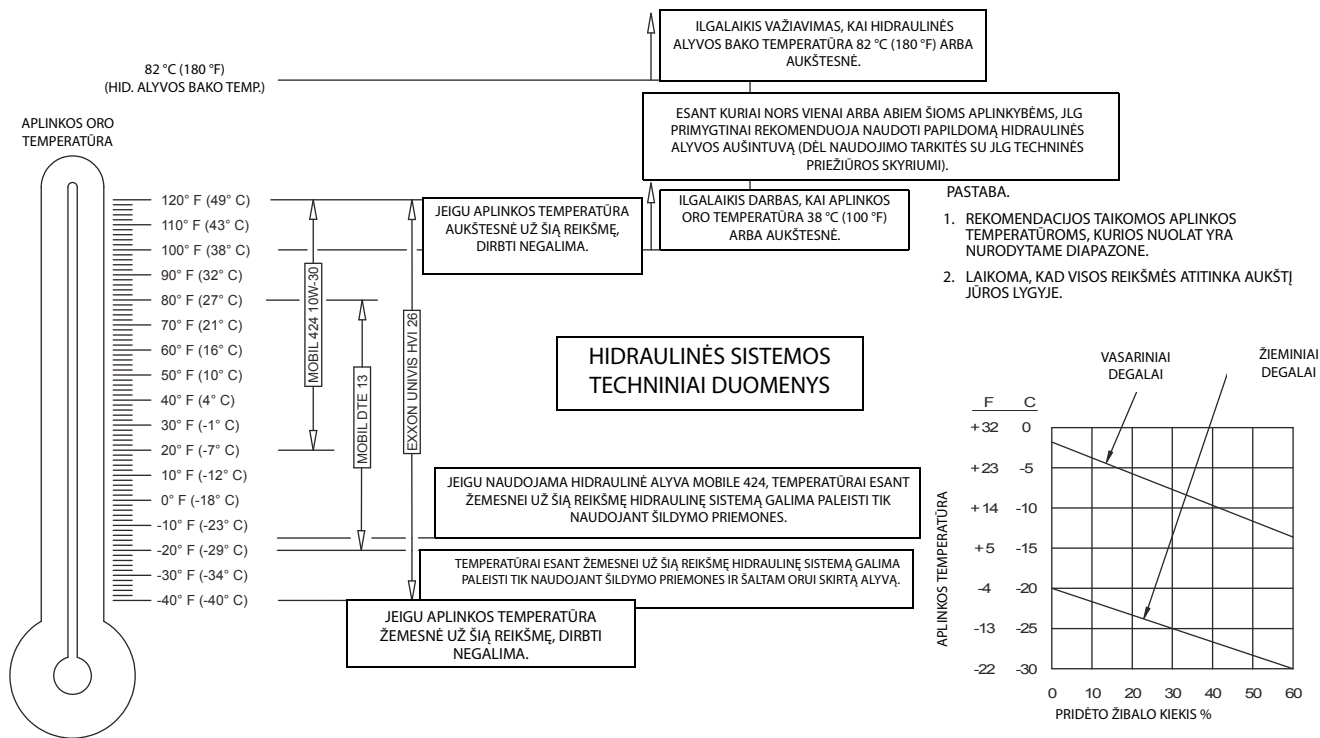 82 °C (180 °F)
(HID. ALYVOS BAKO TEMP.)
ILGALAIKIS VAŽIAVIMAS, KAI HIDRAULINĖS
ALYVOS BAKO TEMPERATŪRA 82 °C (180 °F) ARBA
AUKŠTESNĖ.
ESANT KURIAI NORS VIENAI ARBA ABIEM ŠIOMS APLINKYBĖMS, JLG
PRIMYGTINAI REKOMENDUOJA NAUDOTI PAPILDOMĄ HIDRAULINĖS
ALYVOS AUŠINTUVĄ (DĖL NAUDOJIMO TARKITĖS SU JLG TECHNINĖS
PRIEŽIŪROS SKYRIUMI).
ILGALAIKIS DARBAS, KAI APLINKOS
ORO TEMPERATŪRA 38 °C (100 °F)
ARBA AUKŠTESNĖ.
APLINKOS ORO
TEMPERATŪRA
120° F (49° C)
110° F (43° C)
100° F (38° C)
90° F (32° C)
80° F (27° C)
70° F (21° C)
60° F (16° C)
50° F (10° C)
40° F (4° C)
30° F (-1° C)
20° F (-7° C)
10° F (-12° C)
0° F (-18° C)
-10° F (-23° C)
-20° F (-29° C)
-30° F (-34° C)
-40° F (-40° C)
MOBIL 424 10W-30
MOBIL DTE 13
EXXON UNIVIS HVI 26
JEIGU APLINKOS TEMPERATŪRA
AUKŠTESNĖ UŽ ŠIĄ REIKŠMĘ,
DIRBTI NEGALIMA.
HIDRAULINĖS SISTEMOS
TECHNINIAI DUOMENYS
JEIGU NAUDOJAMA HIDRAULINĖ ALYVA MOBILE 424, TEMPERATŪRAI ESANT
ŽEMESNEI UŽ ŠIĄ REIKŠMĘ HIDRAULINĘ SISTEMĄ GALIMA PALEISTI TIK
NAUDOJANT ŠILDYMO PRIEMONES.
TEMPERATŪRAI ESANT ŽEMESNEI UŽ ŠIĄ REIKŠMĘ HIDRAULINĘ SISTEMĄ GALIMA
PALEISTI TIK NAUDOJANT ŠILDYMO PRIEMONES IR ŠALTAM ORUI SKIRTĄ ALYVĄ.
JEIGU APLINKOS TEMPERATŪRA
ŽEMESNĖ UŽ ŠIĄ REIKŠMĘ, DIRBTI
NEGALIMA.
PASTABA.
1. REKOMENDACIJOS TAIKOMOS APLINKOS
TEMPERATŪROMS, KURIOS NUOLAT YRA
NURODYTAME DIAPAZONE.
2. LAIKOMA, KAD VISOS REIKŠMĖS ATITINKA AUKŠTĮ
JŪROS LYGYJE.
VASARINIAI
DEGALAI
ŽIEMINIAI
DEGALAI
APLINKOS TEMPERATŪRA
F C
+32 0
+23 -5
+14 -10
+5 -15
-4 -20
-13 -25
-22 -30
0 10 20 30 40 50 60
PRIDĖTO ŽIBALO KIEKIS %